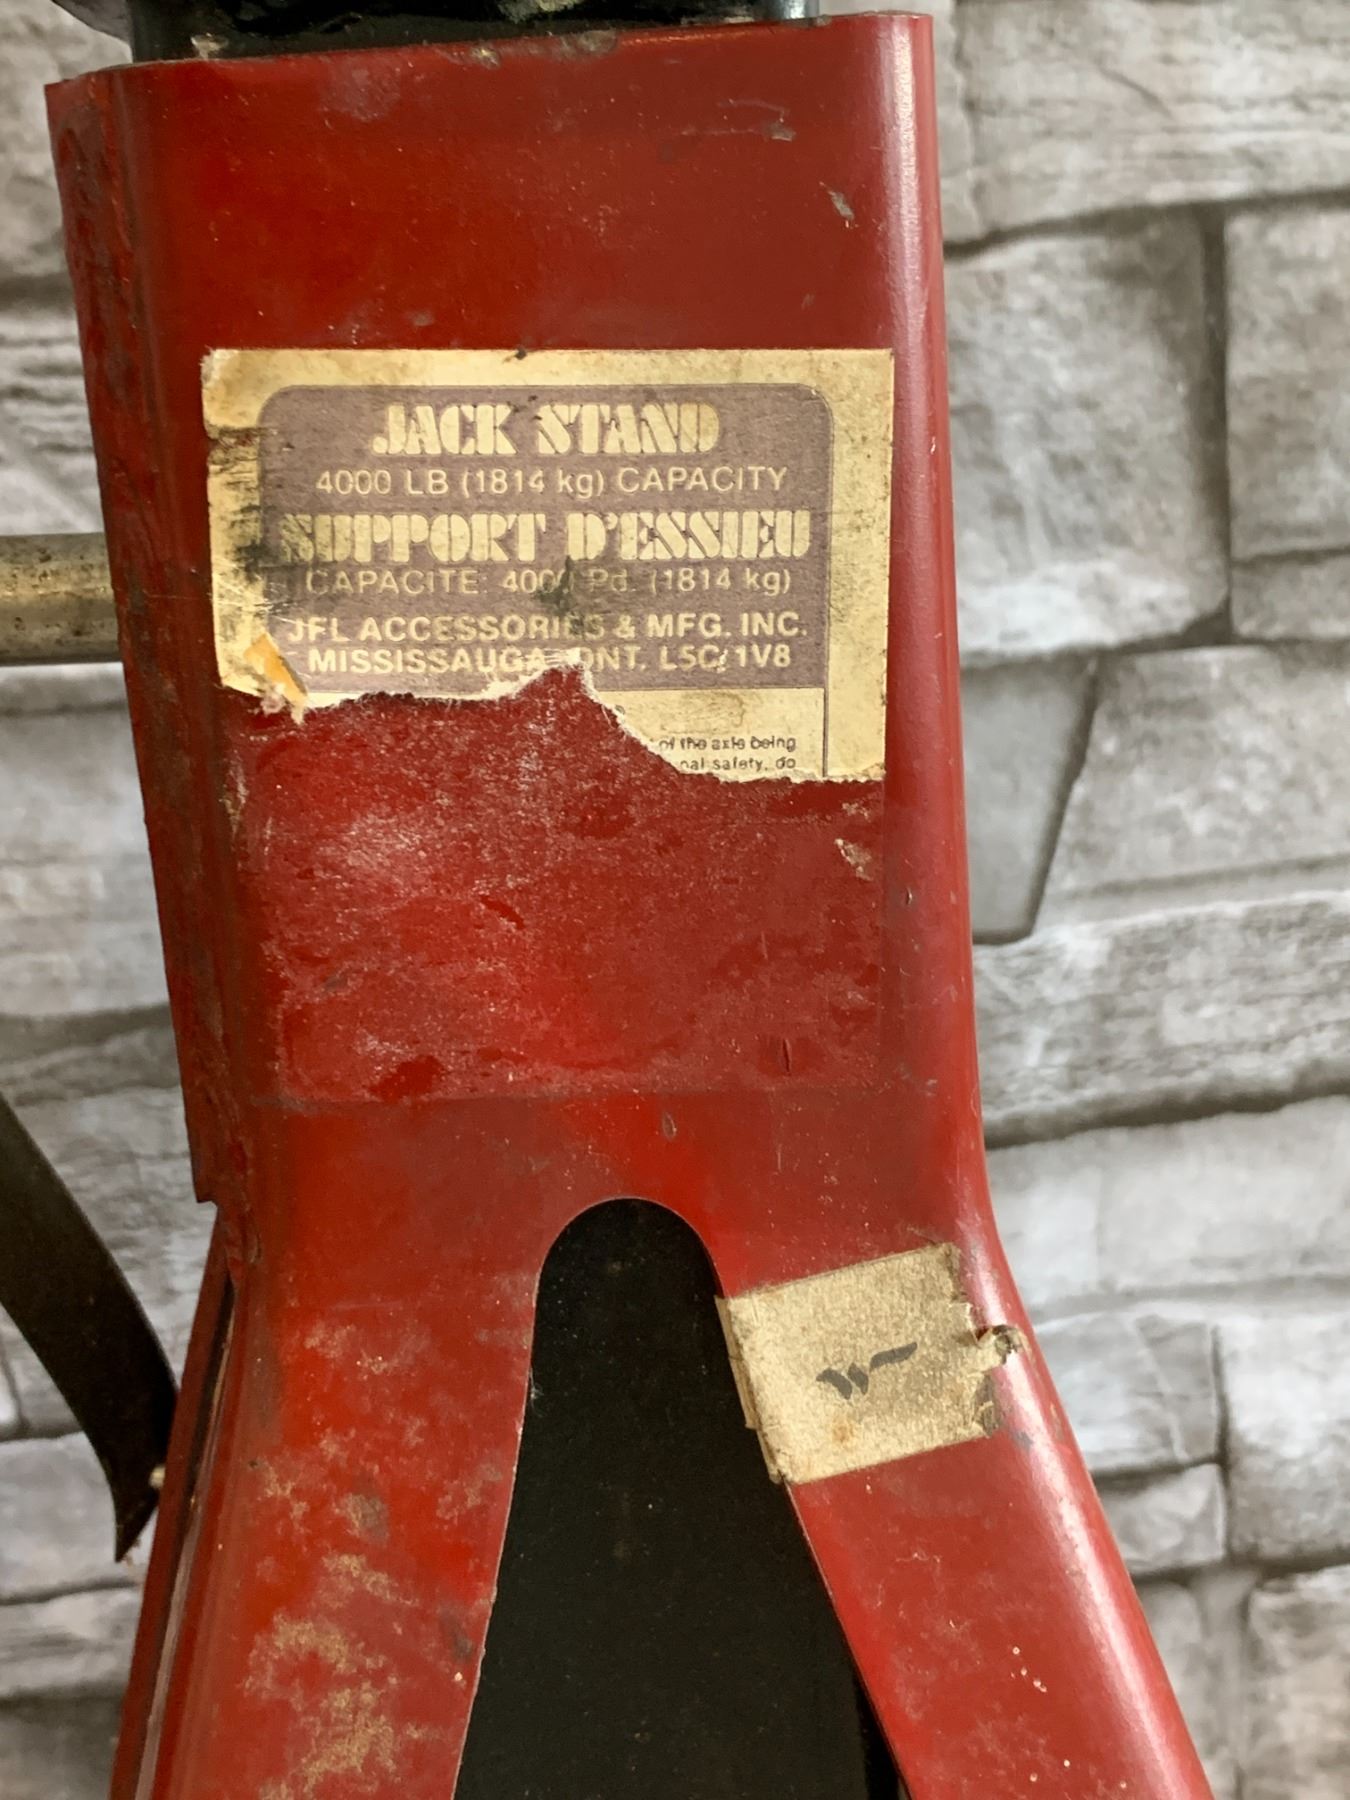 JACK STAND
4000 LB (1814 kg) CAPACITY
SUPPORT D'ESSIEU
CAPACITE: 4000 Pd. (1814 kg)
JFL ACCESSORIES & MFG. INC.
MISSISSAUGA ONT. L5C 1V8
of the axle being
nal safety, do